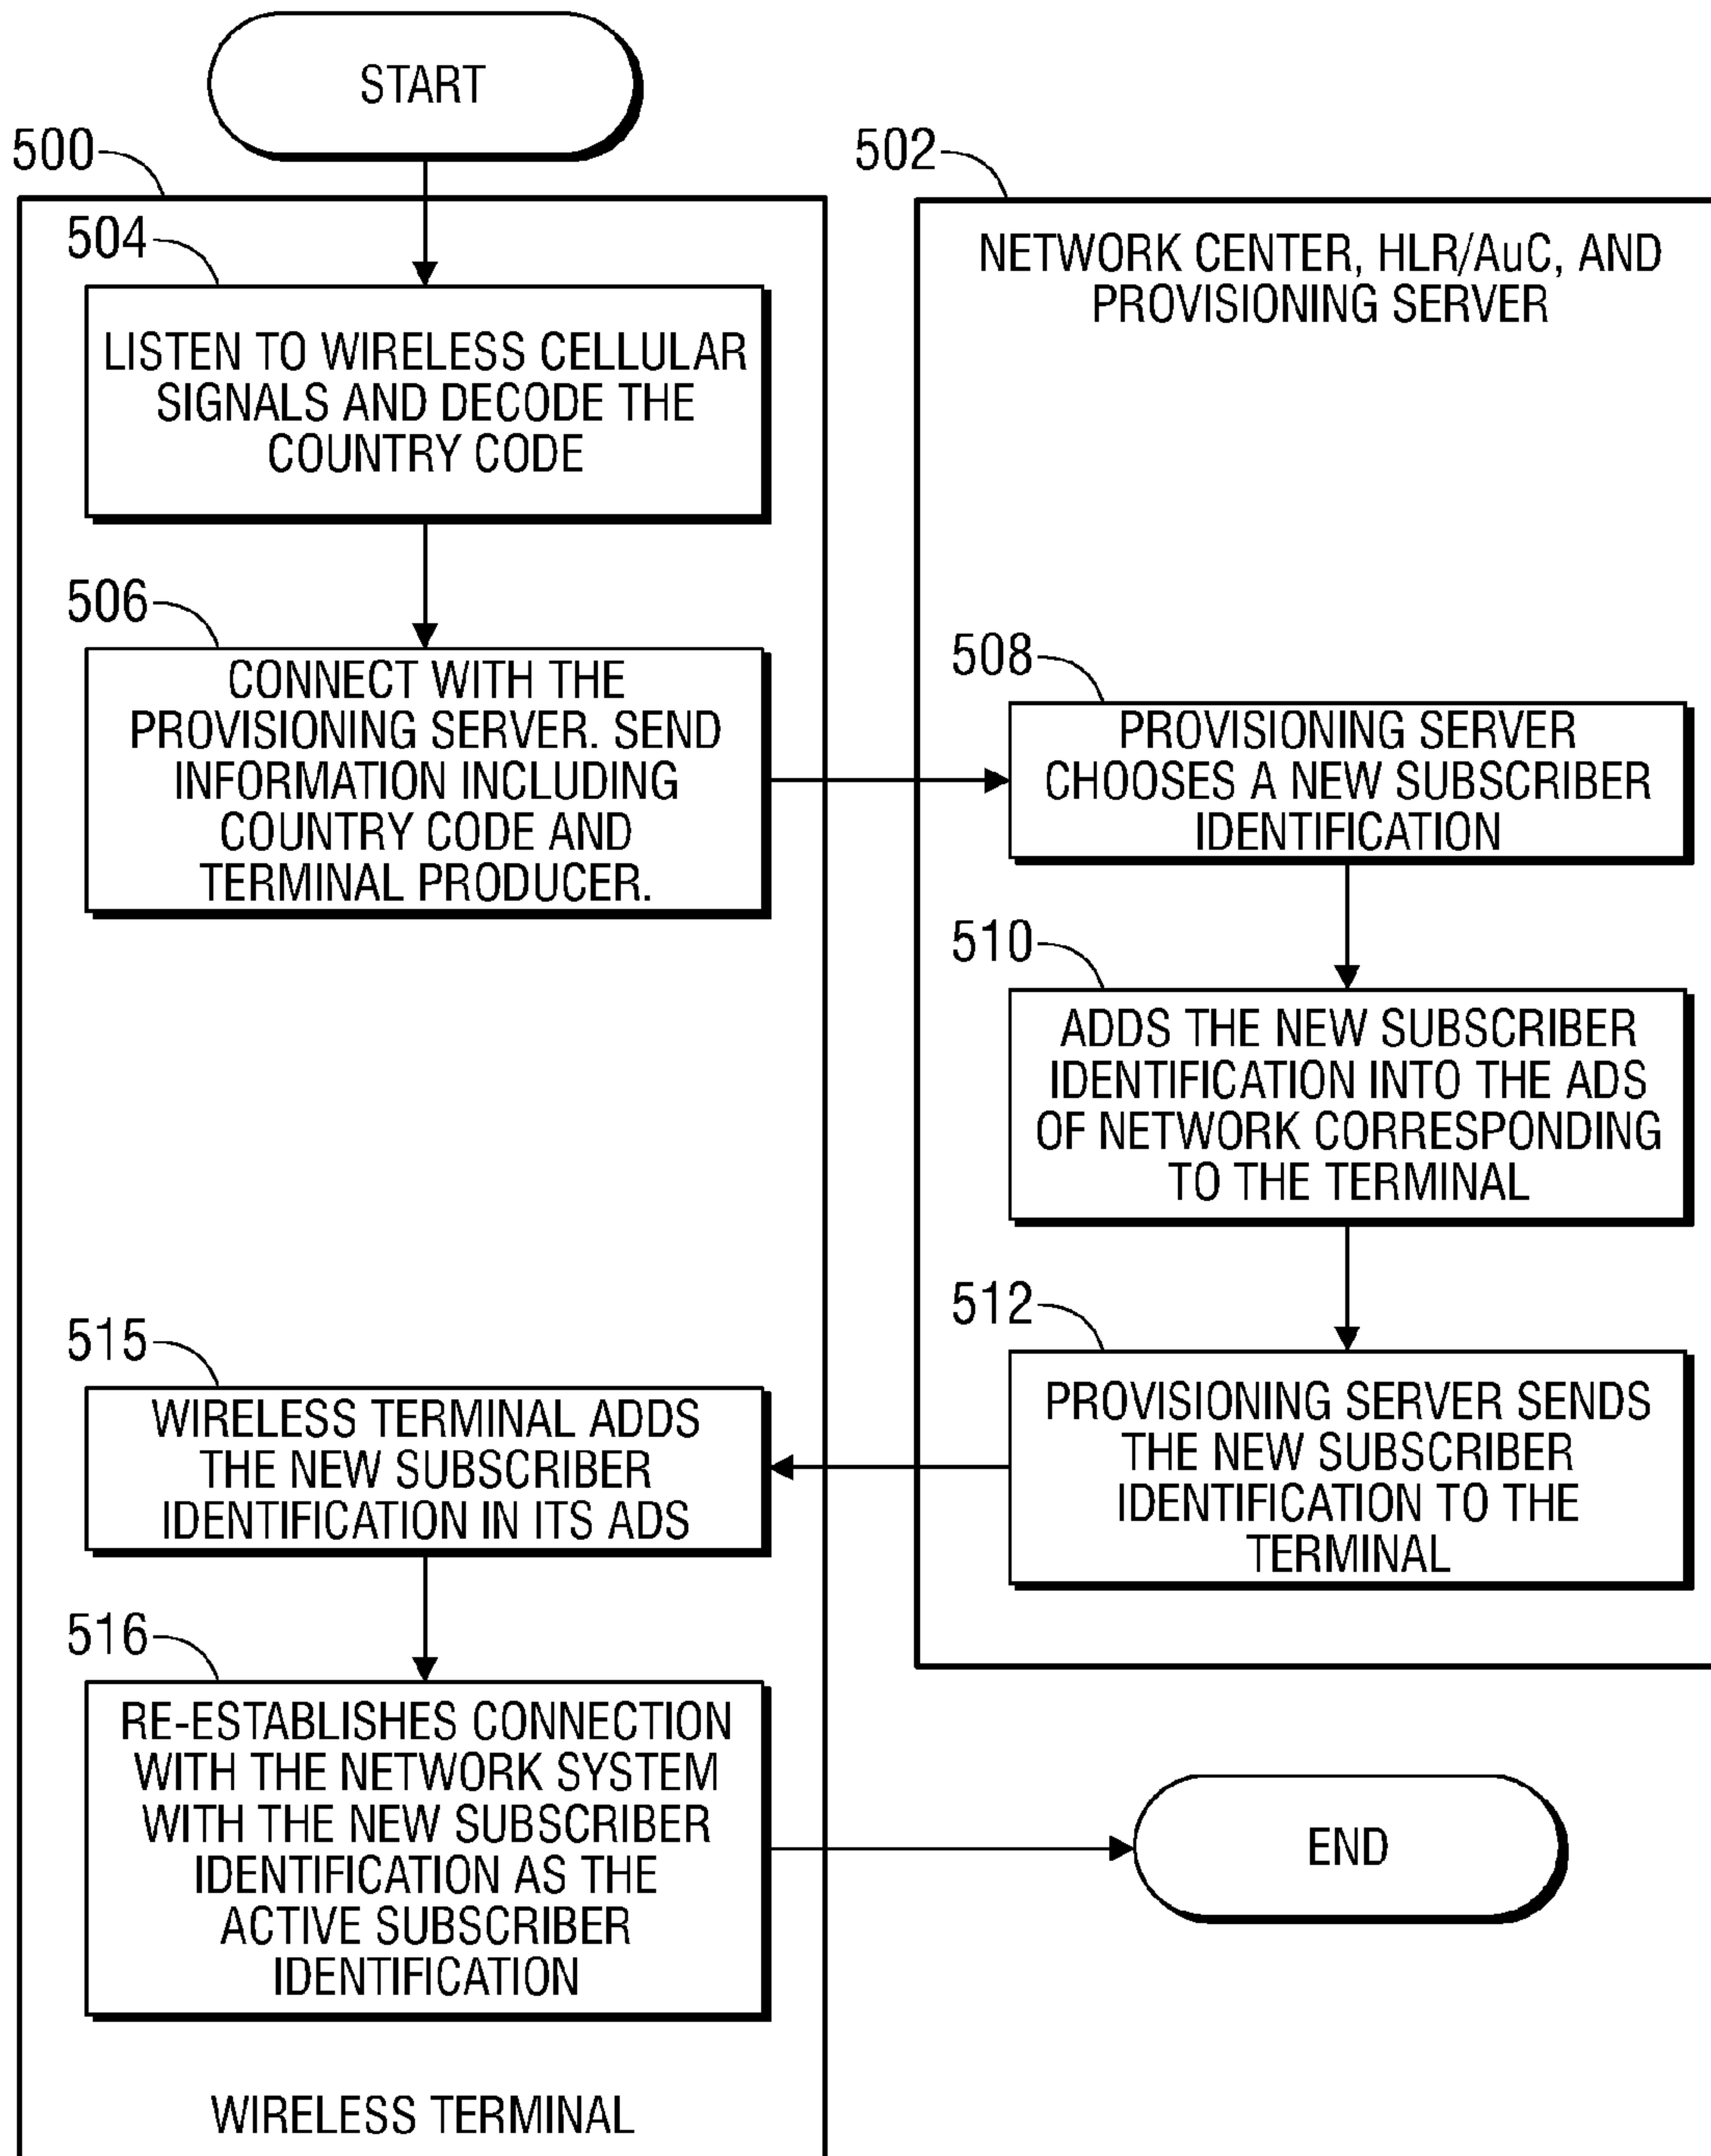 START
500
502
504
NETWORK CENTER, HLR/AuC, AND
PROVISIONING SERVER
LISTEN TO WIRELESS CELLULAR
SIGNALS AND DECODE THE
COUNTRY CODE
506
CONNECT WITH THE
PROVISIONING SERVER. SEND
INFORMATION INCLUDING
COUNTRY CODE AND
TERMINAL PRODUCER.
508
PROVISIONING SERVER
CHOOSES A NEW SUBSCRIBER
IDENTIFICATION
510
ADDS THE NEW SUBSCRIBER
IDENTIFICATION INTO THE ADS
OF NETWORK CORRESPONDING
TO THE TERMINAL
512
PROVISIONING SERVER SENDS
THE NEW SUBSCRIBER
IDENTIFICATION TO THE
TERMINAL
515
WIRELESS TERMINAL ADDS
THE NEW SUBSCRIBER
IDENTIFICATION IN ITS ADS
516
RE-ESTABLISHES CONNECTION
WITH THE NETWORK SYSTEM
WITH THE NEW SUBSCRIBER
IDENTIFICATION AS THE
ACTIVE SUBSCRIBER
IDENTIFICATION
END
WIRELESS TERMINAL